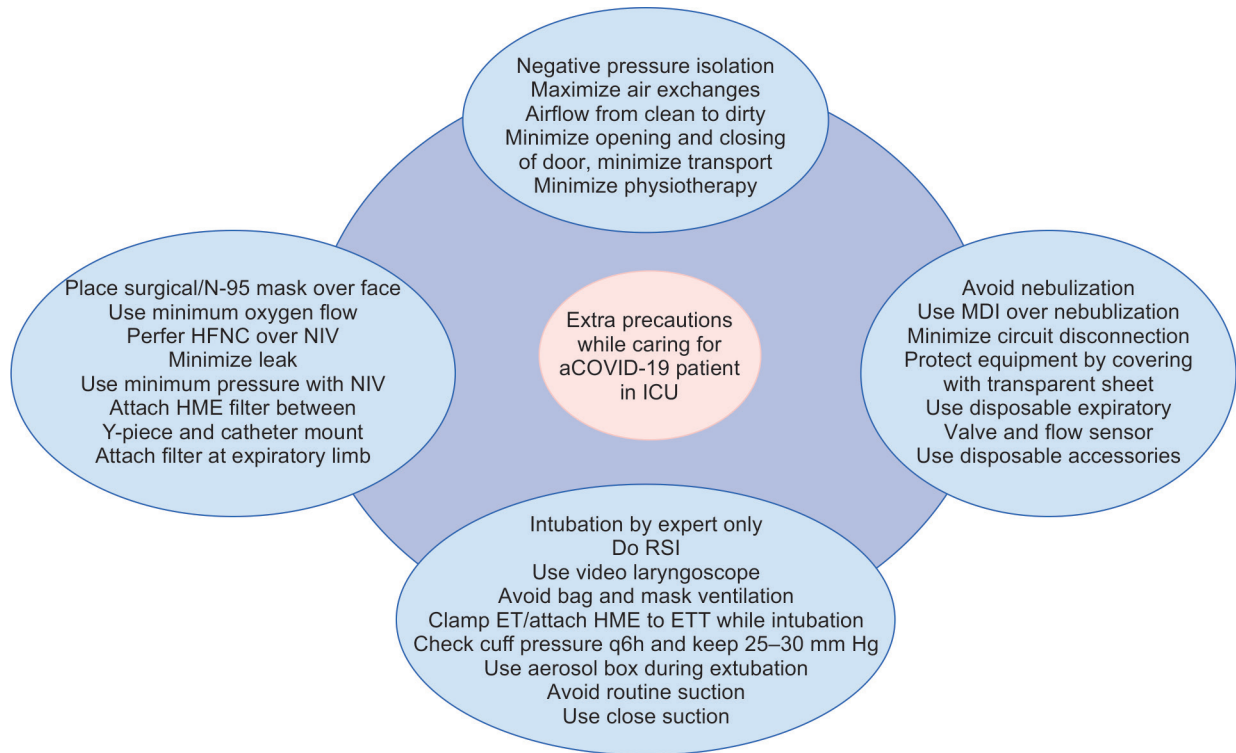 Negative pressure isolation
Maximize air exchanges
Airflow from clean to dirty
Minimize opening and closing
of door, minimize transport
Minimize physiotherapy
Place surgical/N-95 mask over face
Use minimum oxygen flow
Perfer HFNC over NIV
Minimize leak
Use minimum pressure with NIV
Attach HME filter between
Y-piece and catheter mount
Attach filter at expiratory limb
Extra precautions
while caring for
aCOVID-19 patient
in ICU
Avoid nebulization
Use MDI over nebublization
Minimize circuit disconnection
Protect equipment by covering
with transparent sheet
Use disposable expiratory
Valve and flow sensor
Use disposable accessories
Intubation by expert only
Do RSI
Use video laryngoscope
Avoid bag and mask ventilation
Clamp ET/attach HME to ETT while intubation
Check cuff pressure q6h and keep 25–30 mm Hg
Use aerosol box during extubation
Avoid routine suction
Use close suction